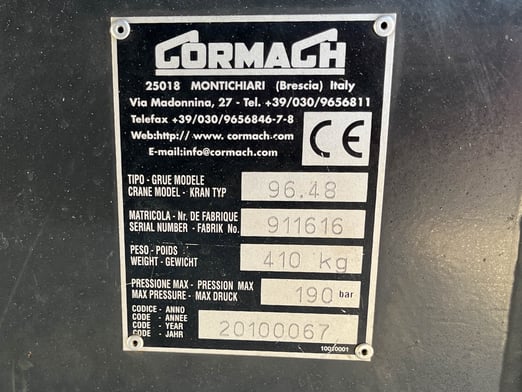 CORMACH
25018 MONTICHIARI (Brescia) Italy
Via Madonnina, 27 - Tel. +39/030/9656811
Telefax +39/030/9656846-7-8
Web:http// www. cormach.com
E-mail:info@cormach.com
CE
TIPO - GRUE MODELE
CRANE MODEL - KRAN TYP
96.48
MATRICOLA - Nr. DE FABRIQUE
SERIAL NUMBER - FABRIK No.
911616
PESO - POIDS
WEIGHT - GEWICHT
410 kg
PRESSIONE MAX - PRESSION MAX
MAX PRESSURE - MAX DRUCK
190 bar
CODICE - ANNO
CODE - ANNEE
CODE - YEAR
CODE - JAHR
20100067
10010001